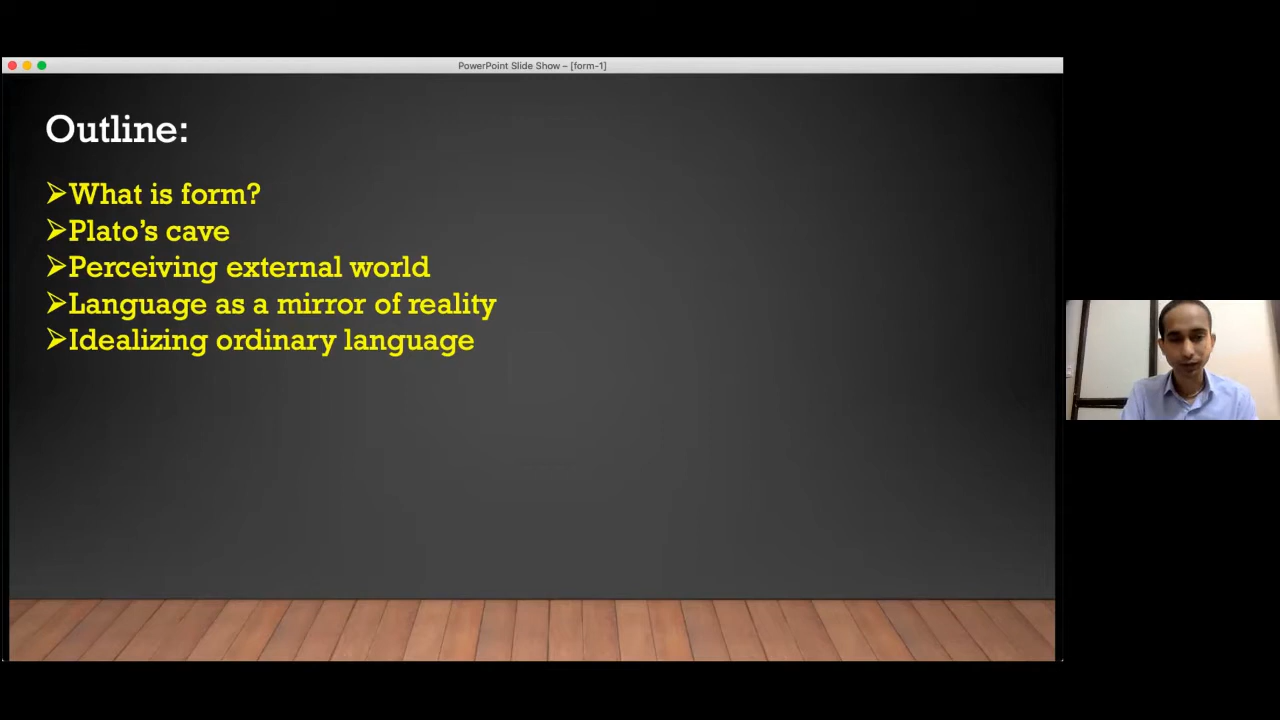 PowerPoint Slide Show – [form-1]
Outline:
➢What is form?
➢Plato’s cave
➢Perceiving external world
➢Language as a mirror of reality
➢Idealizing ordinary language